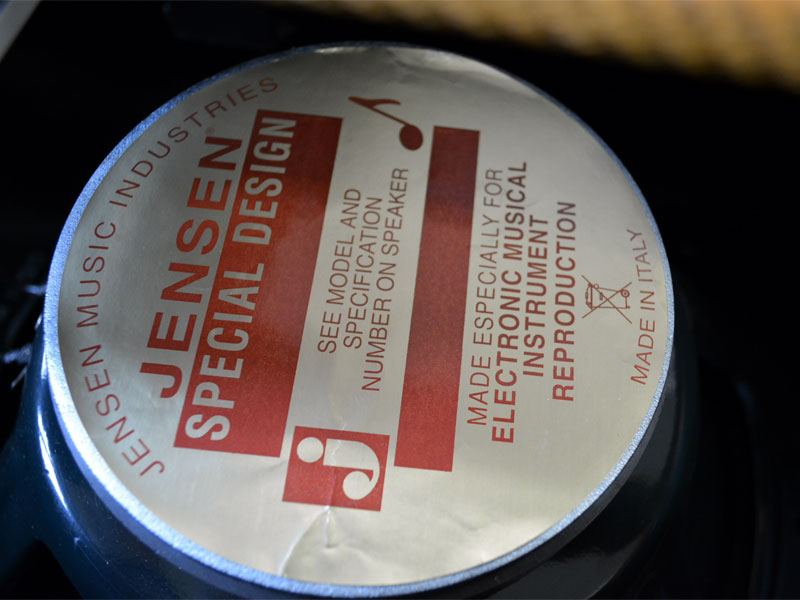 JENSEN MUSIC INDUSTRIES
JENSEN®
SPECIAL DESIGN
SEE MODEL AND
SPECIFICATION
NUMBER ON SPEAKER
j
MADE ESPECIALLY FOR
ELECTRONIC MUSICAL
INSTRUMENT
REPRODUCTION
MADE IN ITALY